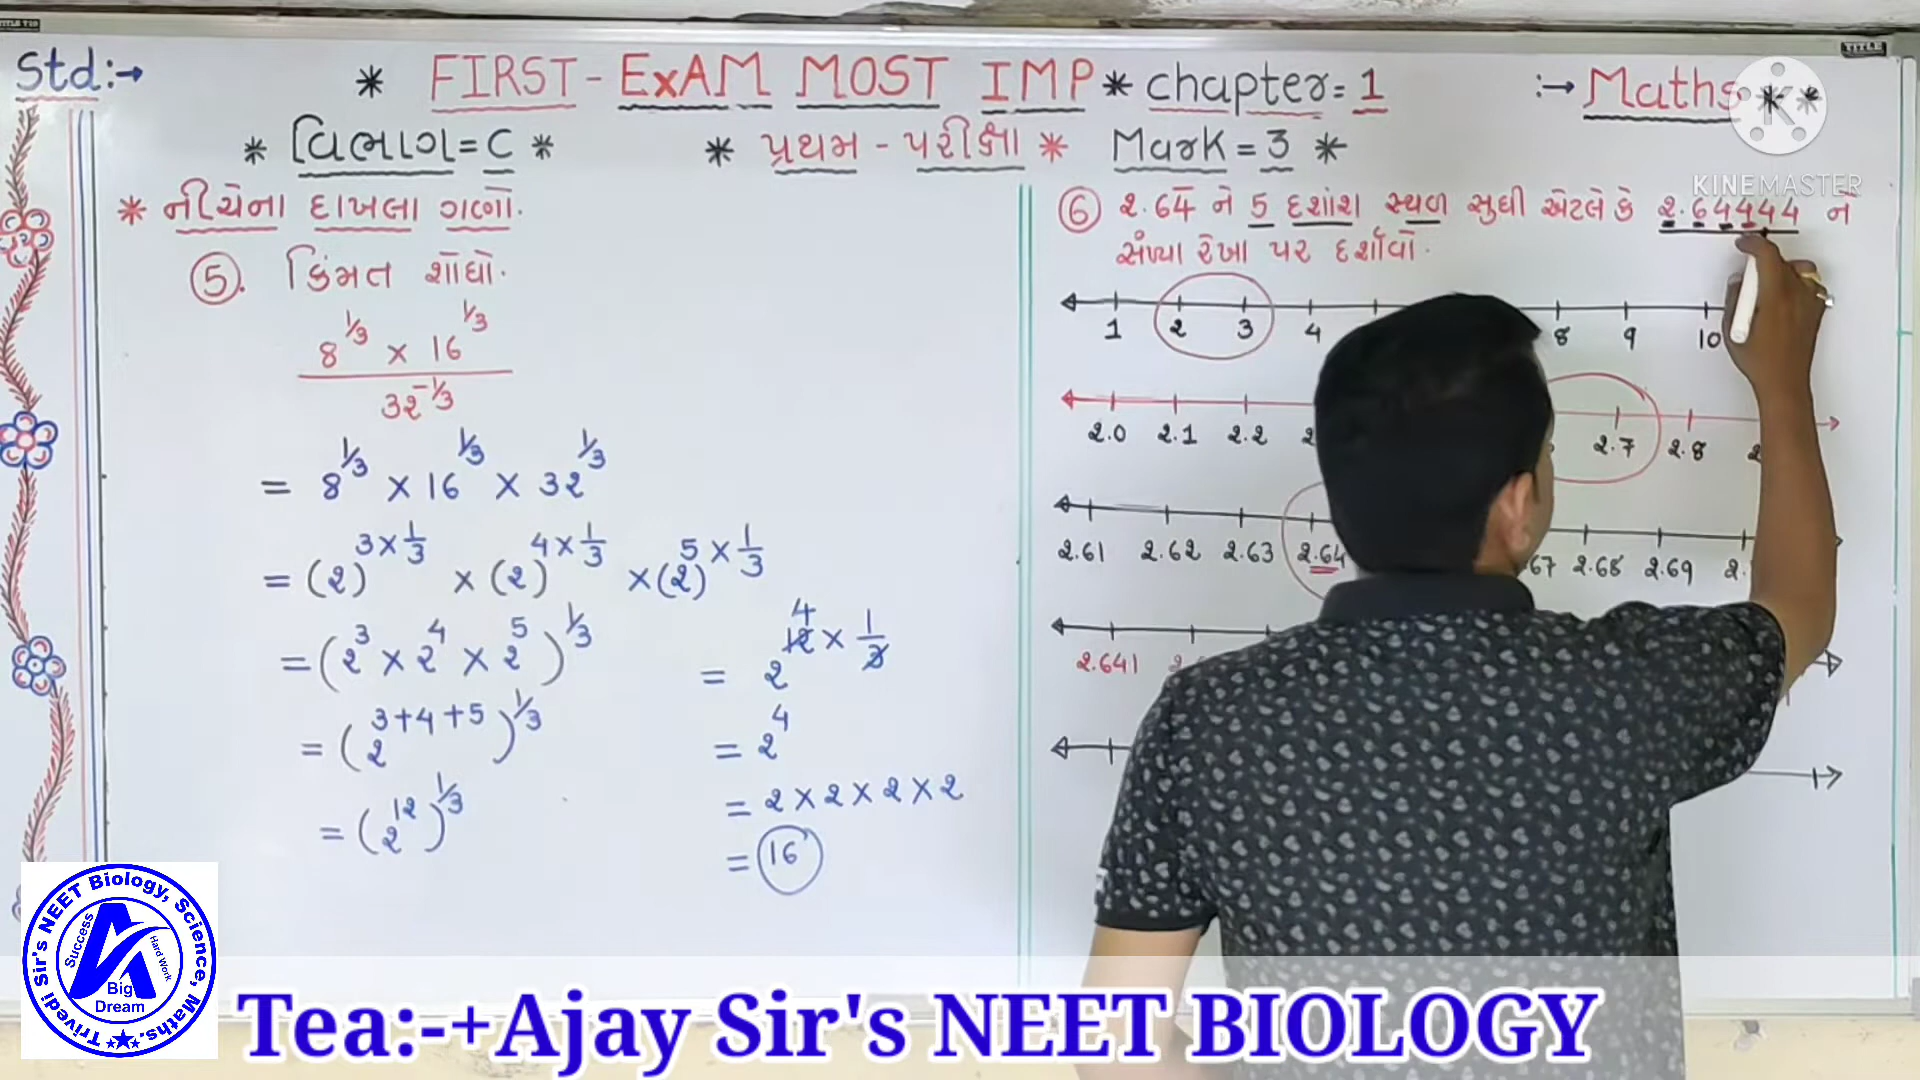 Std:→
* FIRST - ExAM MOST IMP * chapter = 1 :→ Maths **
KINEMASTER
* વિભાગ = C * * પ્રથમ - પરીક્ષા * Mark = 3 *
* નીચેના દાખલા ગણો.
(5). કિંમત શોધો.
8^1/3 × 16^1/3
32^-1/3
= 8^1/3 × 16^1/3 × 32^1/3
= (2)^3×1/3 × (2)^4×1/3 × (2)^5×1/3
= (2^3 × 2^4 × 2^5)^1/3
= (2^3+4+5)^1/3
= (2^12)^1/3
4
= 2^12 × 1/3
= 2^4
= 2 × 2 × 2 × 2
= 16
(6) 2.64̄ ને 5 દશાંશ સ્થળ સુધી એટલે કે 2.64444 ને
સંખ્યા રેખા પર દર્શાવો.
1 2 3 4 8 9 10
2.0 2.1 2.2 2.7 2.8
2.61 2.62 2.63 2.64 67 2.68 2.69
2.641
Ajay Sir's NEET Biology, Science, Maths. Trivedi
Success
Hard Work
Big
Dream
Tea:-+Ajay Sir's NEET BIOLOGY